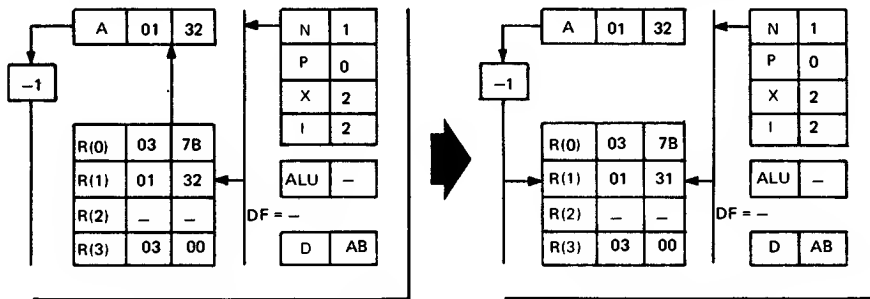 A 01 32
-1
N 1
P 0
X 2
I 2
R(0) 03 7B
R(1) 01 32
R(2) – –
R(3) 03 00
ALU –
DF = –
D AB
A 01 32
-1
N 1
P 0
X 2
I 2
R(0) 03 7B
R(1) 01 31
R(2) – –
R(3) 03 00
ALU –
DF = –
D AB